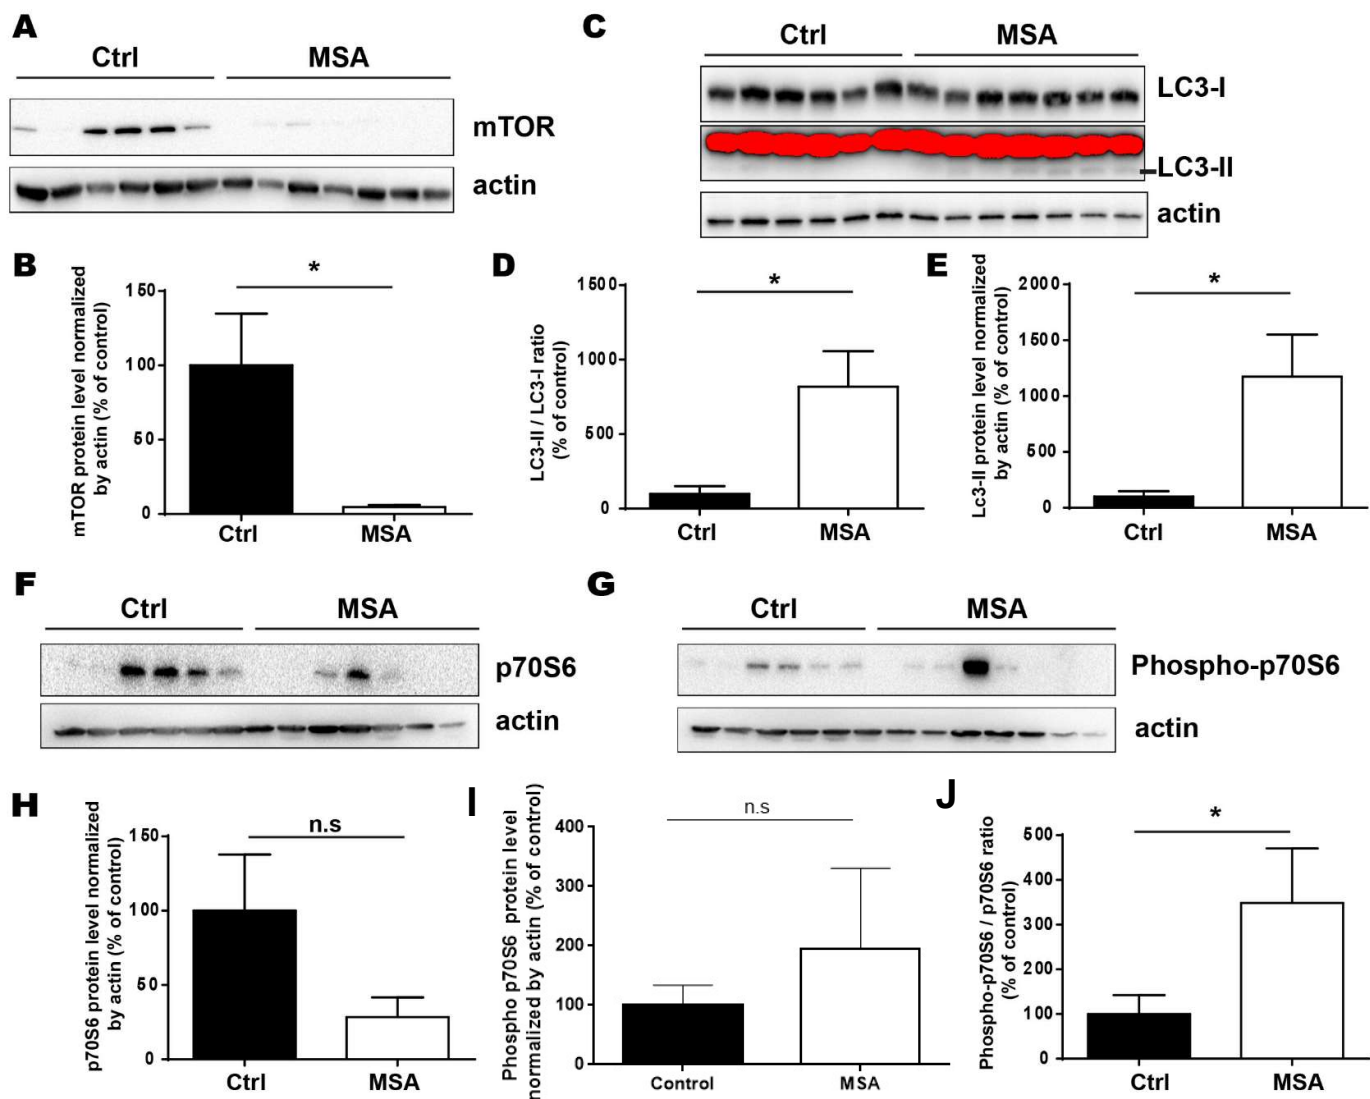 A
Ctrl MSA
mTOR
actin
C
Ctrl MSA
LC3-I
LC3-II
actin
B
mTOR protein level normalized
by actin (% of control)
150
100
50
0
*
Ctrl MSA
D
LC3-II / LC3-I ratio
(% of control)
1500
1000
500
0
*
Ctrl MSA
E
Lc3-II protein level normalized
by actin (% of control)
2000
1500
1000
500
0
*
Ctrl MSA
F
Ctrl MSA
p70S6
actin
G
Ctrl MSA
Phospho-p70S6
actin
H
p70S6 protein level normalized
by actin (% of control)
150
100
50
0
n.s
Ctrl MSA
I
Phospho p70S6 protein level
normalized by actin (% of control)
400
300
200
100
0
n.s
Control MSA
J
Phospho-p70S6 / p70S6 ratio
(% of control)
500
400
300
200
100
0
*
Ctrl MSA